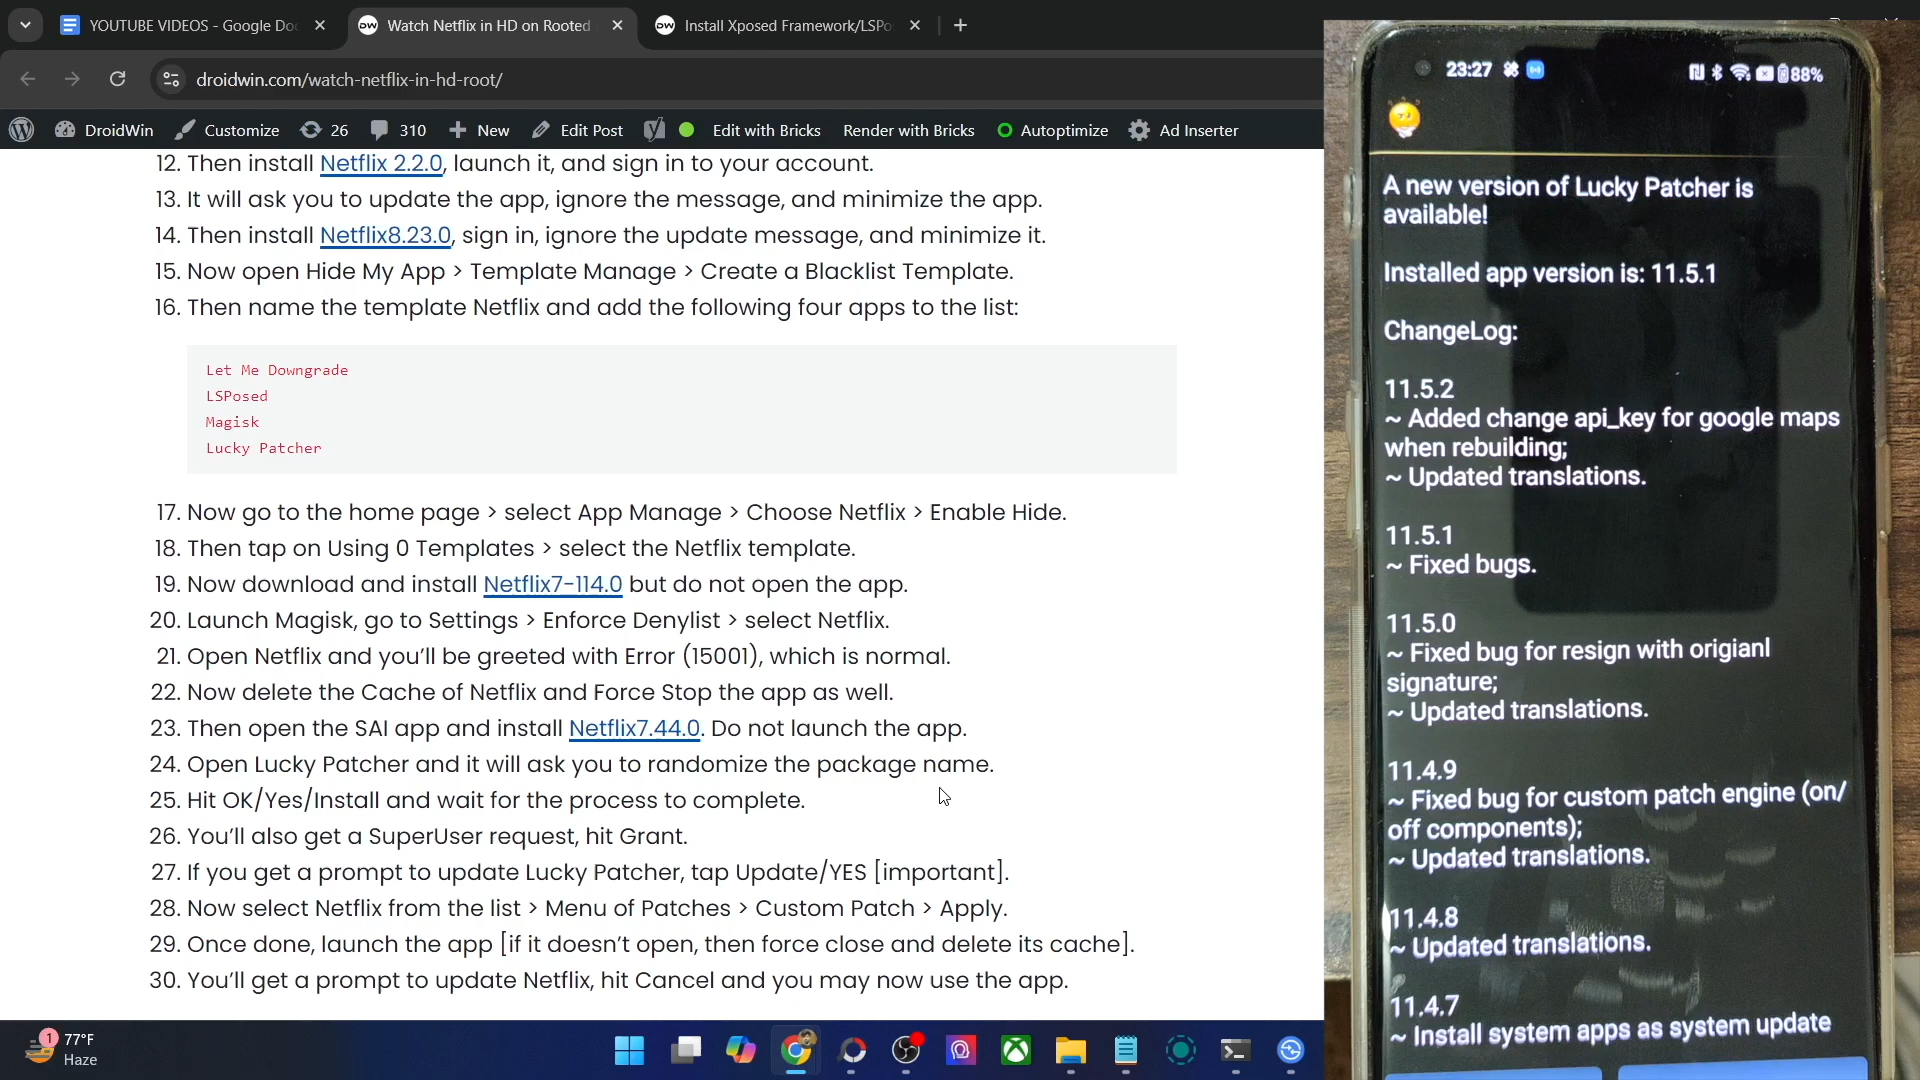 YOUTUBE VIDEOS - Google Do
Watch Netflix in HD on Rooted
Install Xposed Framework/LSPo
droidwin.com/watch-netflix-in-hd-root/
DroidWin
Customize
26
310
New
Edit Post
Edit with Bricks
Render with Bricks
Autoptimize
Ad Inserter
12. Then install Netflix 2.2.0, launch it, and sign in to your account.
13. It will ask you to update the app, ignore the message, and minimize the app.
14. Then install Netflix8.23.0, sign in, ignore the update message, and minimize it.
15. Now open Hide My App > Template Manage > Create a Blacklist Template.
16. Then name the template Netflix and add the following four apps to the list:
Let Me Downgrade
LSPosed
Magisk
Lucky Patcher
17. Now go to the home page > select App Manage > Choose Netflix > Enable Hide.
18. Then tap on Using 0 Templates > select the Netflix template.
19. Now download and install Netflix7-114.0 but do not open the app.
20. Launch Magisk, go to Settings > Enforce Denylist > select Netflix.
21. Open Netflix and you'll be greeted with Error (15001), which is normal.
22. Now delete the Cache of Netflix and Force Stop the app as well.
23. Then open the SAI app and install Netflix7.44.0. Do not launch the app.
24. Open Lucky Patcher and it will ask you to randomize the package name.
25. Hit OK/Yes/Install and wait for the process to complete.
26. You'll also get a SuperUser request, hit Grant.
27. If you get a prompt to update Lucky Patcher, tap Update/YES [important].
28. Now select Netflix from the list > Menu of Patches > Custom Patch > Apply.
29. Once done, launch the app [if it doesn't open, then force close and delete its cache].
30. You'll get a prompt to update Netflix, hit Cancel and you may now use the app.
1
77°F
Haze
23:27
88%
A new version of Lucky Patcher is
available!
Installed app version is: 11.5.1
ChangeLog:
11.5.2
~ Added change api_key for google maps
when rebuilding;
~ Updated translations.
11.5.1
~ Fixed bugs.
11.5.0
~ Fixed bug for resign with origianl
signature;
~ Updated translations.
11.4.9
~ Fixed bug for custom patch engine (on/
off components);
~ Updated translations.
11.4.8
~ Updated translations.
11.4.7
~ Install system apps as system update